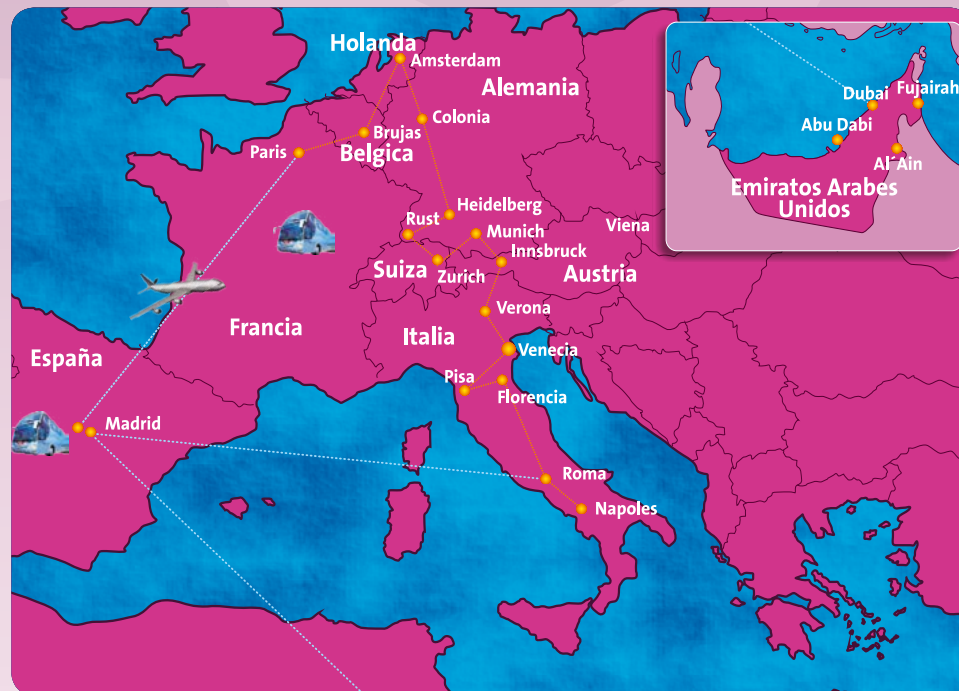 Holanda
Amsterdam
Alemania
Colonia
Brujas
Paris
Belgica
Heidelberg
Rust
Munich
Viena
Innsbruck
Suiza
Zurich
Austria
Verona
Francia
Italia
Venecia
España
Pisa
Florencia
Madrid
Roma
Napoles
Dubai
Fujairah
Abu Dabi
Al Ain
Emiratos Arabes
Unidos